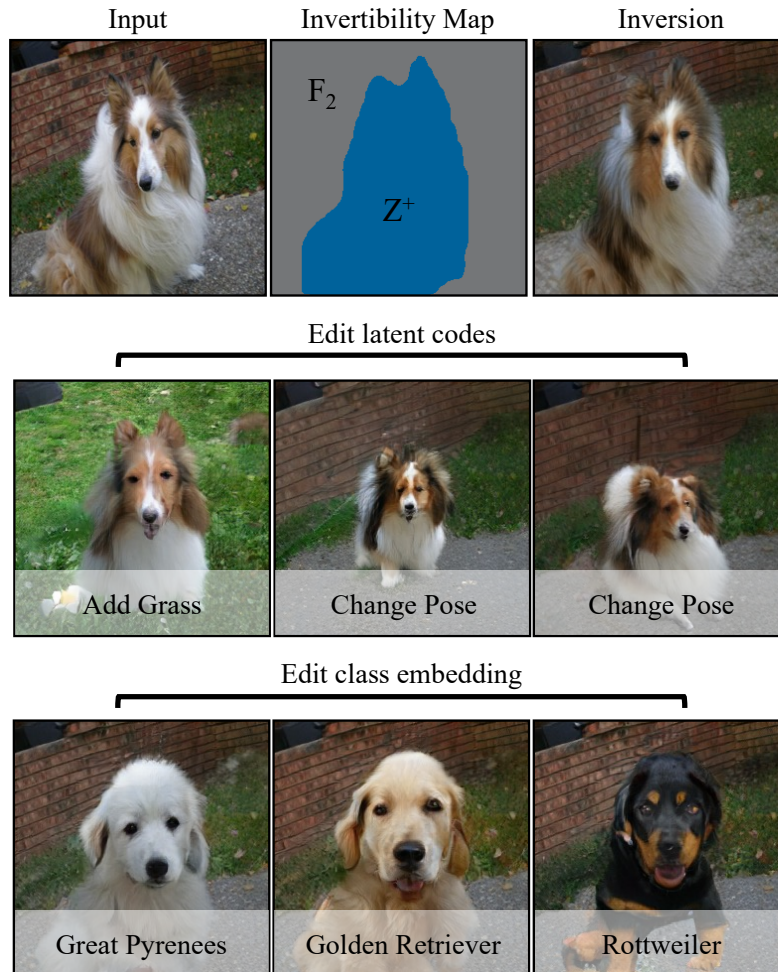 Input Invertibility Map Inversion
F₂
Z⁺
Edit latent codes
Add Grass Change Pose Change Pose
Edit class embedding
Great Pyrenees Golden Retriever Rottweiler